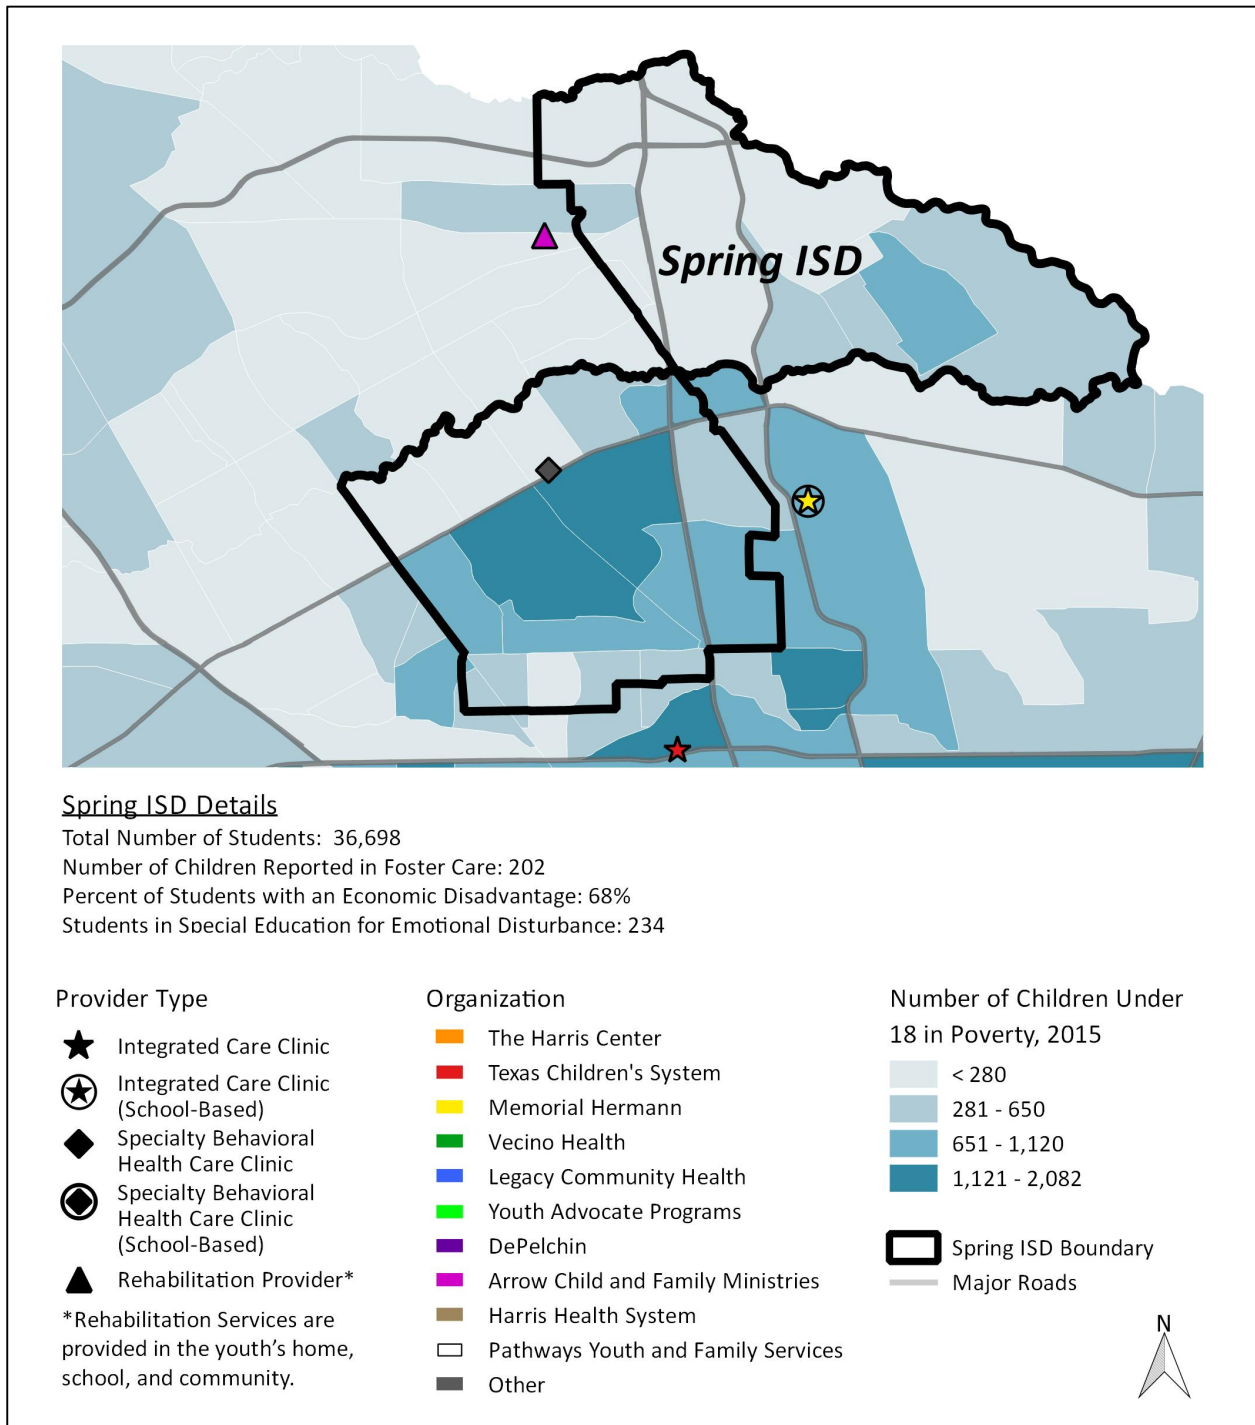 Spring ISD
Spring ISD Details
Total Number of Students:  36,698
Number of Children Reported in Foster Care: 202
Percent of Students with an Economic Disadvantage: 68%
Students in Special Education for Emotional Disturbance: 234
Provider Type
Integrated Care Clinic
Integrated Care Clinic
(School-Based)
Specialty Behavioral
Health Care Clinic
Specialty Behavioral
Health Care Clinic
(School-Based)
Rehabilitation Provider*
*Rehabilitation Services are
provided in the youth’s home,
school, and community.
Organization
The Harris Center
Texas Children's System
Memorial Hermann
Vecino Health
Legacy Community Health
Youth Advocate Programs
DePelchin
Arrow Child and Family Ministries
Harris Health System
Pathways Youth and Family Services
Other
Number of Children Under
18 in Poverty, 2015
< 280
281 - 650
651 - 1,120
1,121 - 2,082
Spring ISD Boundary
Major Roads
N